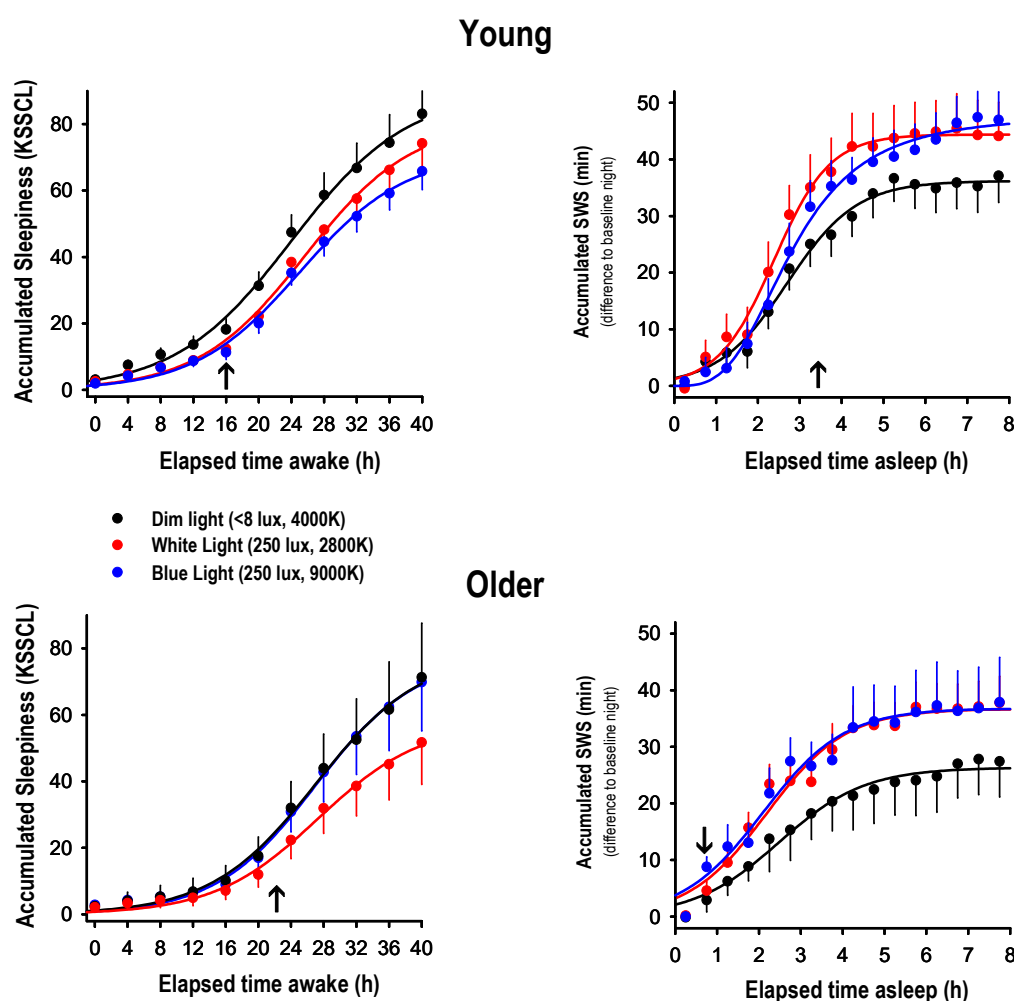 Young
Accumulated Sleepiness (KSSCL)
80
60
40
20
0
0 4 8 12 16 20 24 28 32 36 40
Elapsed time awake (h)
Accumulated SWS (min)
(difference to baseline night)
50
40
30
20
10
0
0 1 2 3 4 5 6 7 8
Elapsed time asleep (h)
Dim light (<8 lux, 4000K)
White Light (250 lux, 2800K)
Blue Light (250 lux, 9000K)
Older
Accumulated Sleepiness (KSSCL)
80
60
40
20
0
0 4 8 12 16 20 24 28 32 36 40
Elapsed time awake (h)
Accumulated SWS (min)
(difference to baseline night)
50
40
30
20
10
0
0 1 2 3 4 5 6 7 8
Elapsed time asleep (h)